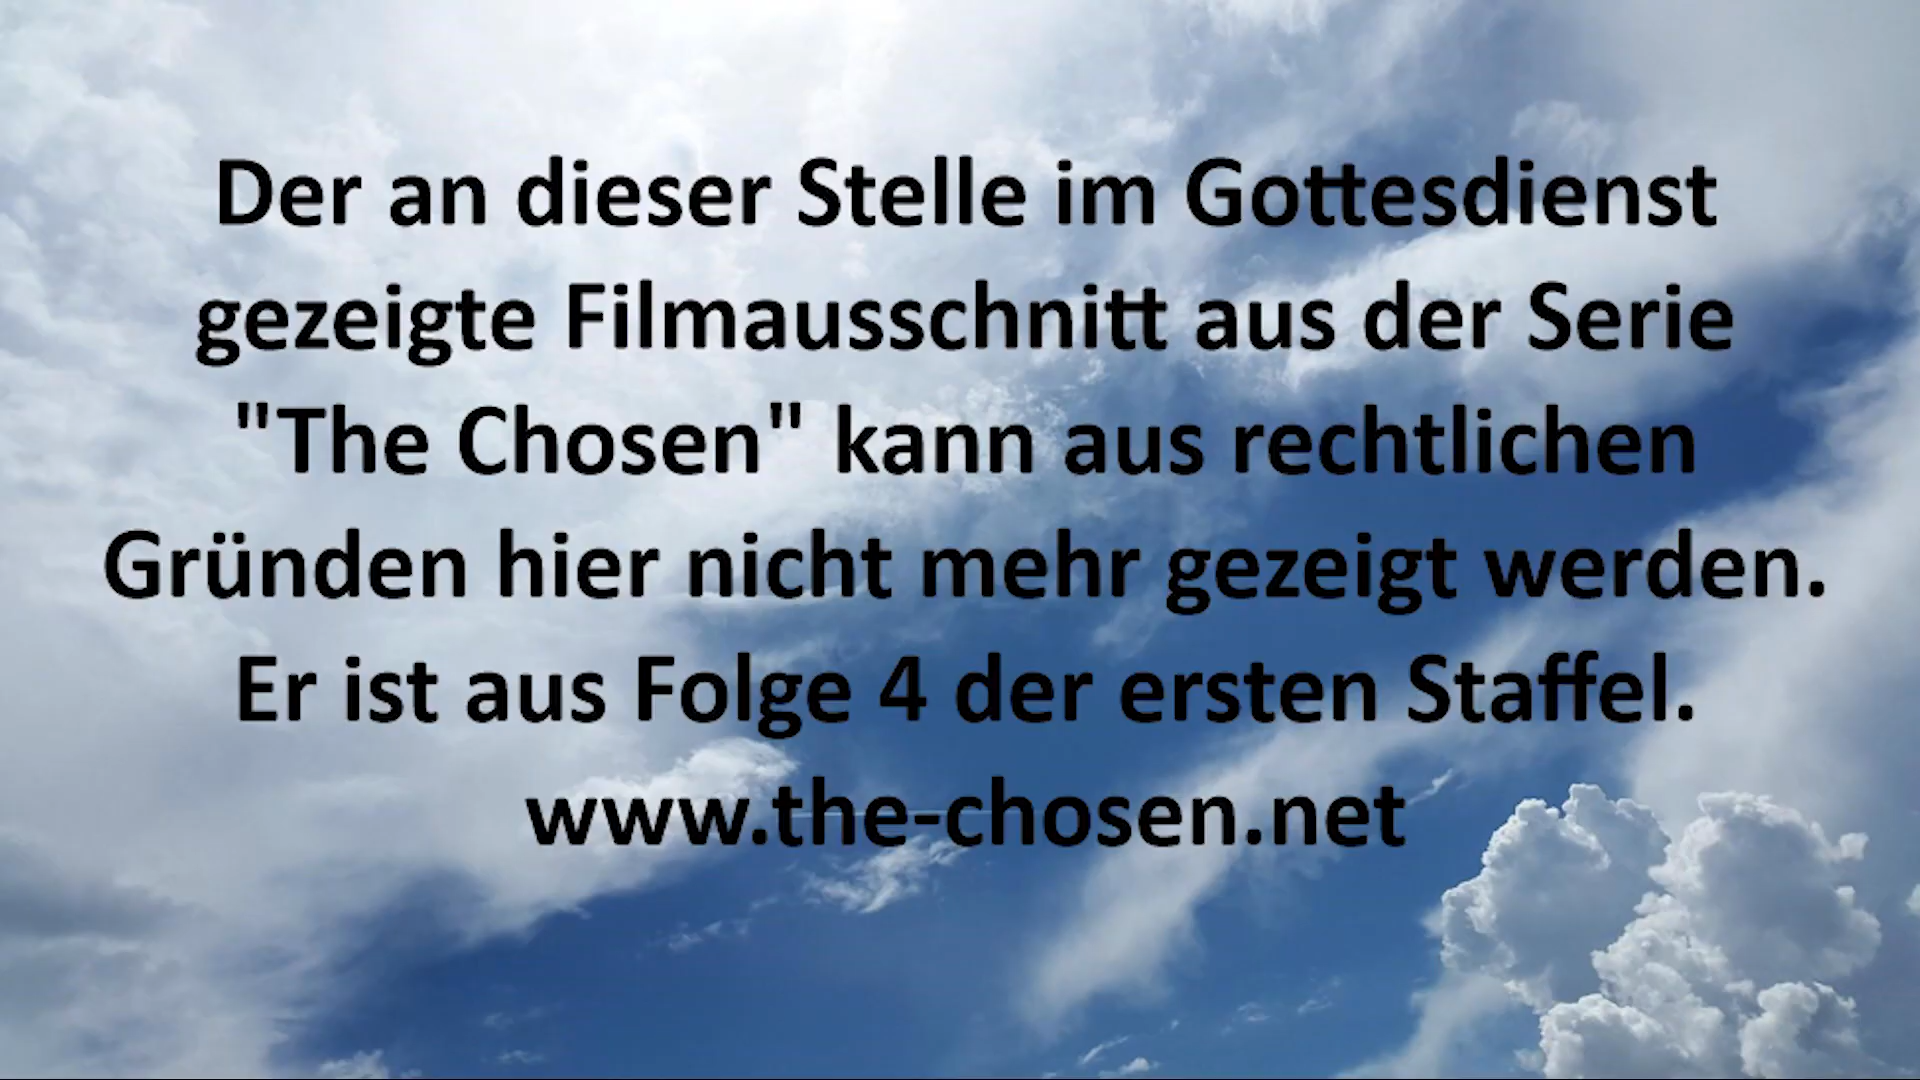 Der an dieser Stelle im Gottesdienst
gezeigte Filmausschnitt aus der Serie
"The Chosen" kann aus rechtlichen
Gründen hier nicht mehr gezeigt werden.
Er ist aus Folge 4 der ersten Staffel.
www.the-chosen.net